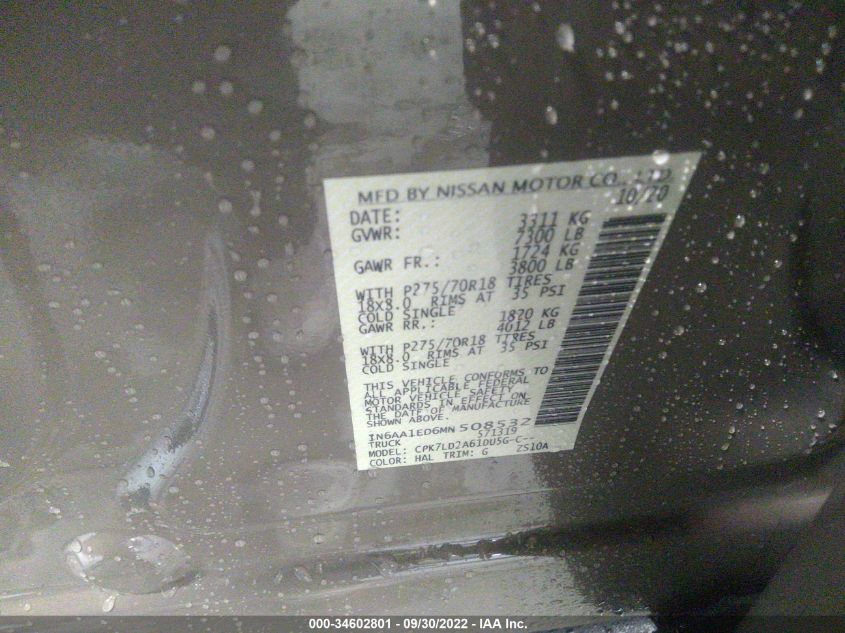 MFD BY NISSAN MOTOR CO., LTD
DATE: 10/20
GVWR: 3311 KG
7300 LB
GAWR FR.: 1724 KG
3800 LB
WITH P275/70R18 TIRES
18X8.0 RIMS AT 35 PSI
COLD SINGLE
GAWR RR.: 1820 KG
4012 LB
WITH P275/70R18 TIRES
18X8.0 RIMS AT 35 PSI
COLD SINGLE
THIS VEHICLE CONFORMS TO
ALL APPLICABLE FEDERAL
MOTOR VEHICLE SAFETY
STANDARDS IN EFFECT ON
THE DATE OF MANUFACTURE
SHOWN ABOVE.
1N6AA1ED6MN508532
TRUCK 571319
MODEL: CPK7LD2A61DU5G-C--
COLOR: HAL TRIM: G ZS10A
000-34602801 - 09/30/2022 - IAA Inc.